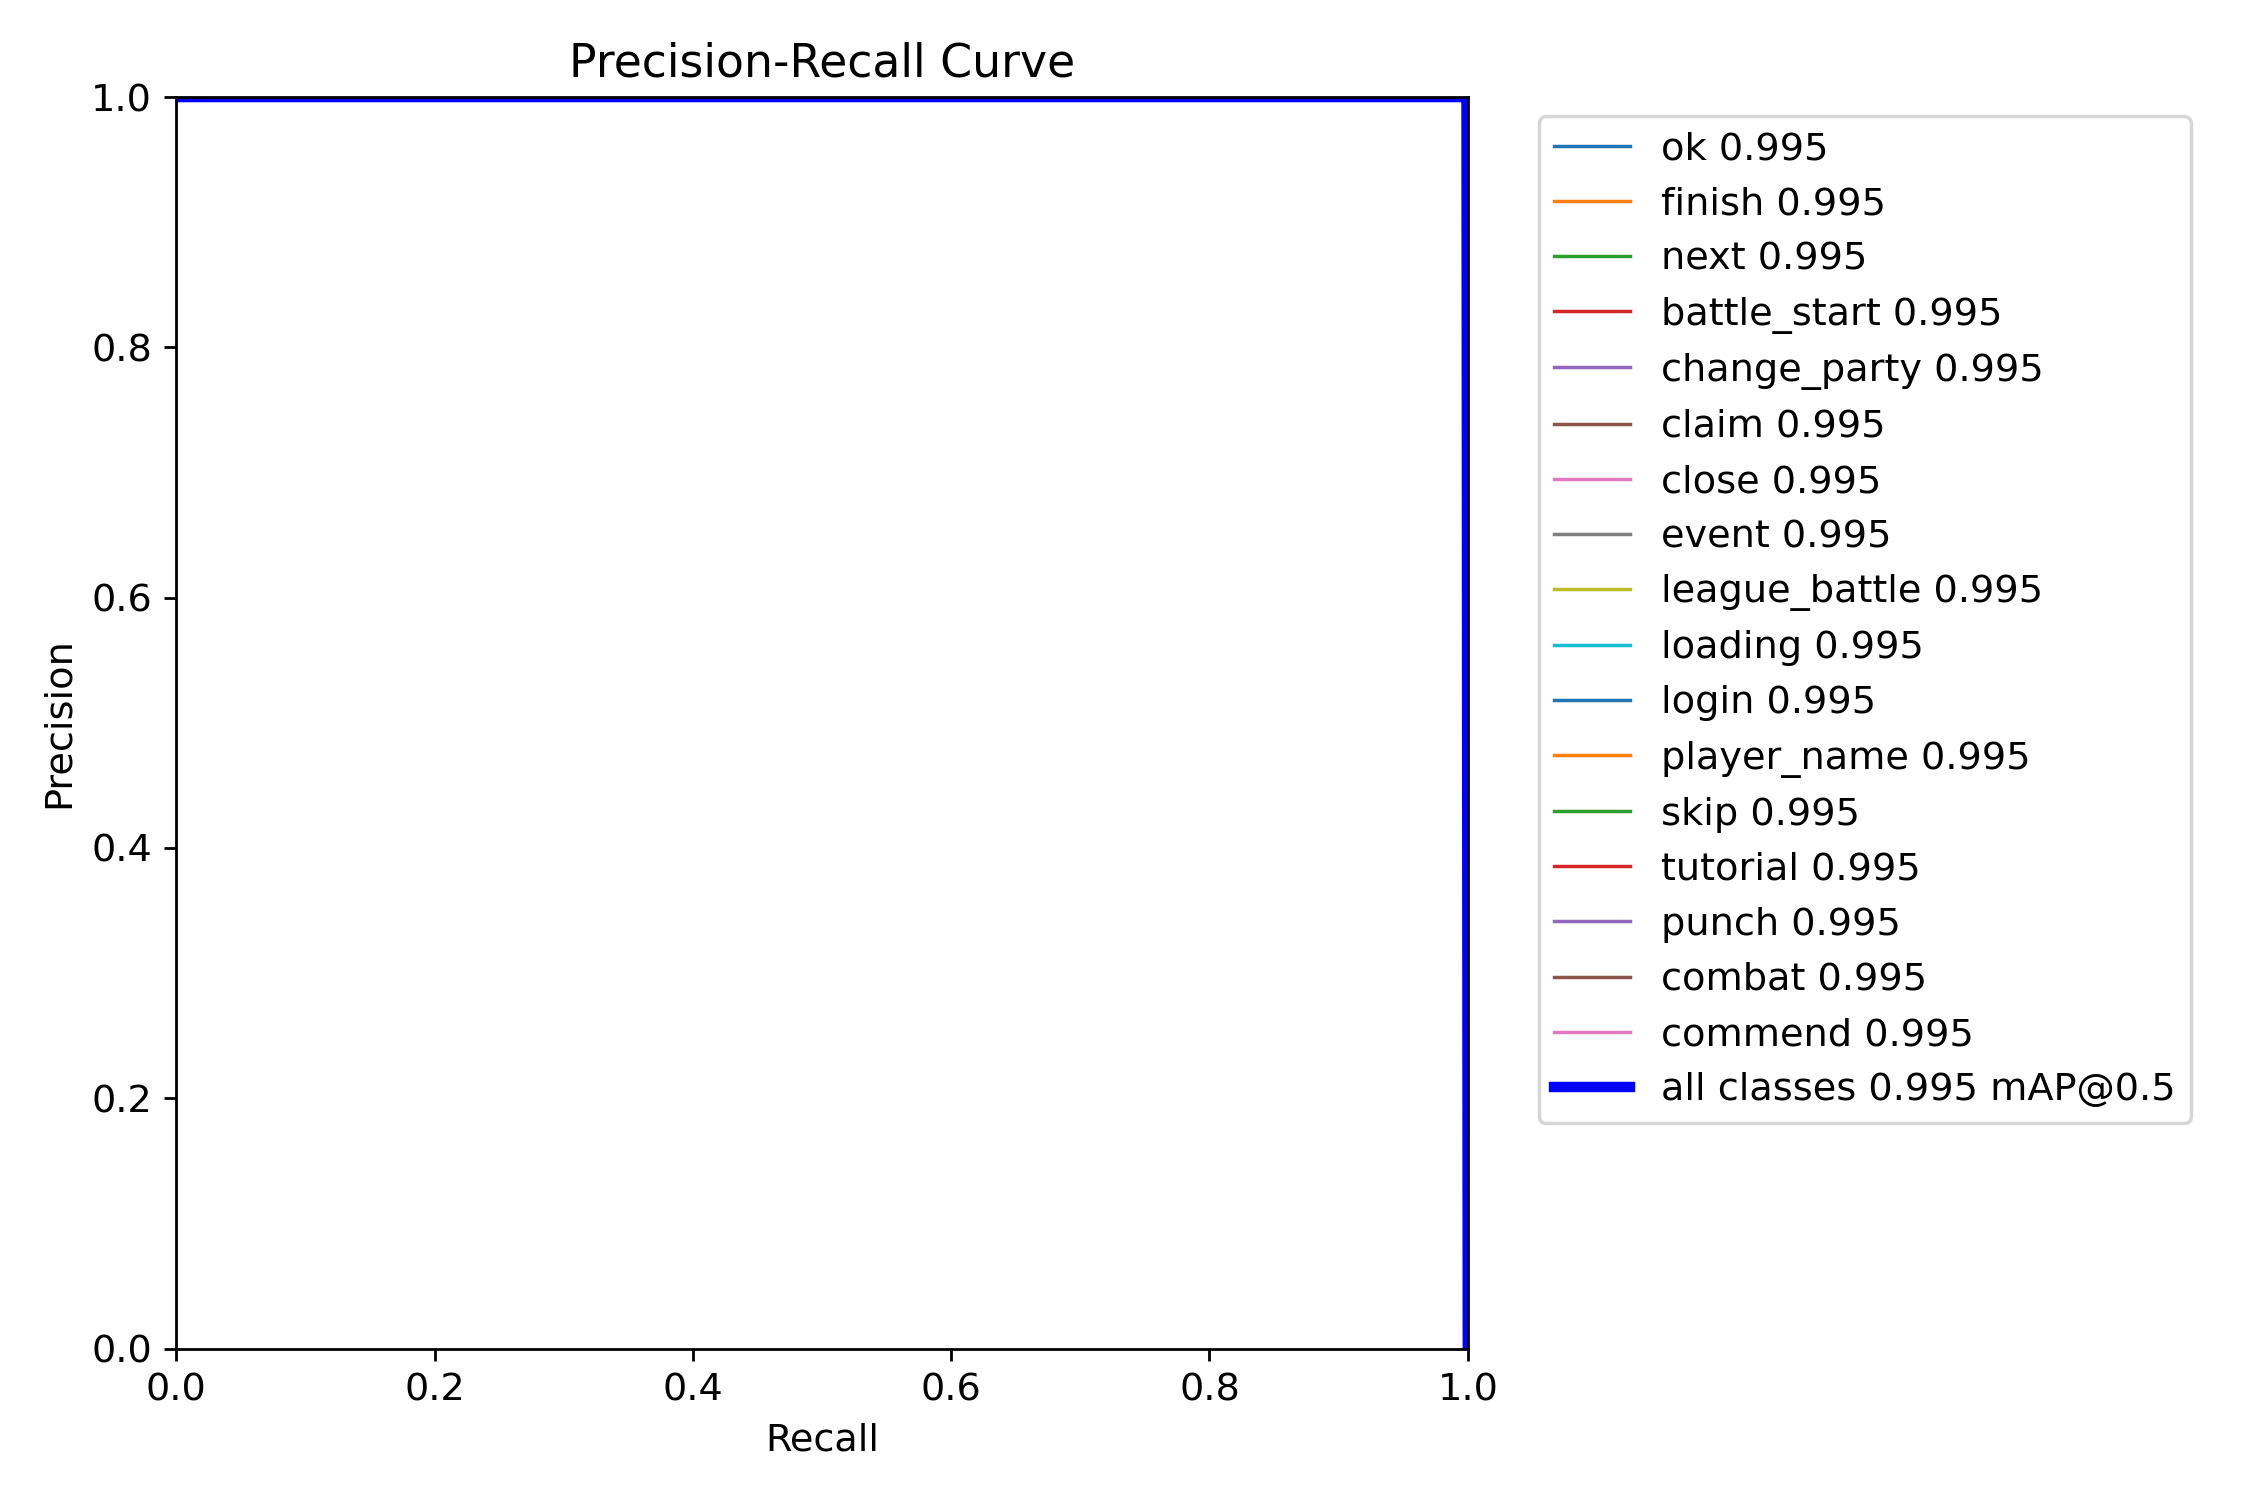 Precision-Recall Curve
1.0
0.8
0.6
0.4
0.2
0.0
Precision
0.0 0.2 0.4 0.6 0.8 1.0
Recall
ok 0.995
finish 0.995
next 0.995
battle_start 0.995
change_party 0.995
claim 0.995
close 0.995
event 0.995
league_battle 0.995
loading 0.995
login 0.995
player_name 0.995
skip 0.995
tutorial 0.995
punch 0.995
combat 0.995
commend 0.995
all classes 0.995 mAP@0.5